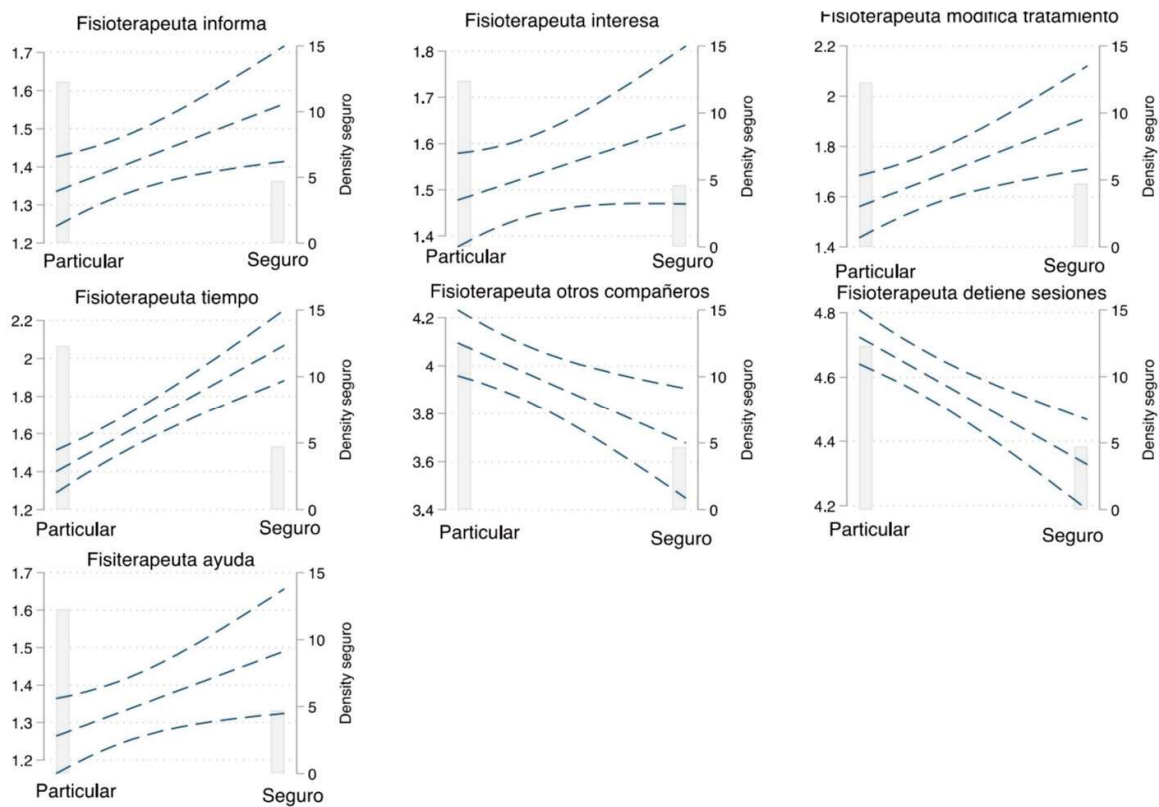 Fisioterapeuta informa
1.7
1.6
1.5
1.4
1.3
1.2
15
10
5
0
Density seguro
Particular
Seguro
Fisioterapeuta interesa
1.8
1.7
1.6
1.5
1.4
15
10
5
0
Density seguro
Particular
Seguro
Fisioterapeuta modifica tratamiento
2.2
2
1.8
1.6
1.4
15
10
5
0
Density seguro
Particular
Seguro
Fisioterapeuta tiempo
2.2
2
1.8
1.6
1.4
1.2
15
10
5
0
Density seguro
Particular
Seguro
Fisioterapeuta otros compañeros
4.2
4
3.8
3.6
3.4
15
10
5
0
Density seguro
Particular
Seguro
Fisioterapeuta detiene sesiones
4.8
4.6
4.4
4.2
15
10
5
0
Density seguro
Particular
Seguro
Fisiterapeuta ayuda
1.7
1.6
1.5
1.4
1.3
1.2
15
10
5
0
Density seguro
Particular
Seguro